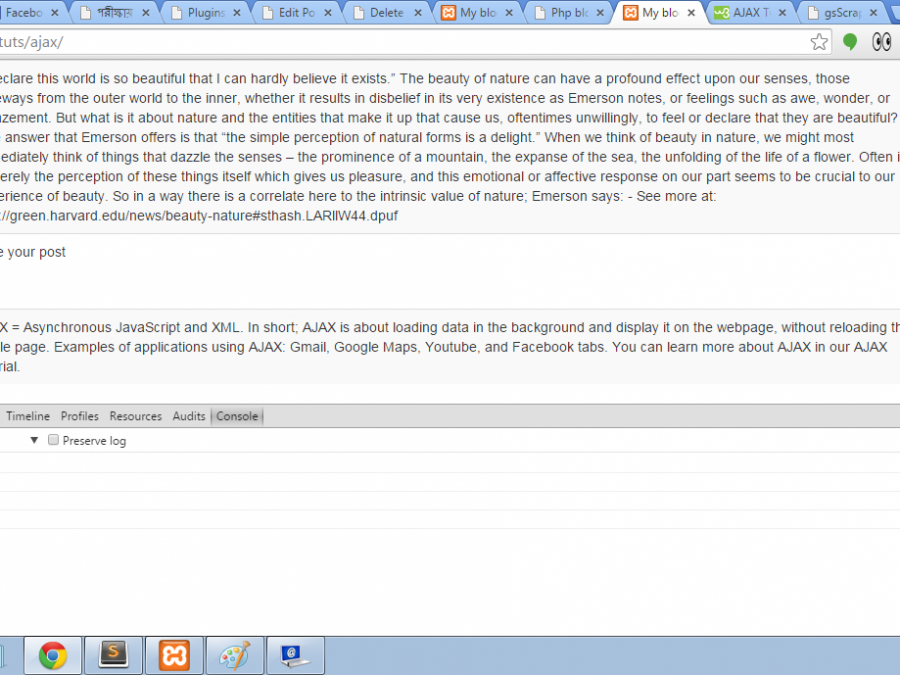 Facebo
পরীক্ষায়
Plugins
Edit Po
Delete
My blo
Php blo
My blo
AJAX T
gsScrap
tuts/ajax/
eclare this world is so beautiful that I can hardly believe it exists.” The beauty of nature can have a profound effect upon our senses, those
eways from the outer world to the inner, whether it results in disbelief in its very existence as Emerson notes, or feelings such as awe, wonder, or
azement. But what is it about nature and the entities that make it up that cause us, oftentimes unwillingly, to feel or declare that they are beautiful?
answer that Emerson offers is that “the simple perception of natural forms is a delight.” When we think of beauty in nature, we might most
ediately think of things that dazzle the senses – the prominence of a mountain, the expanse of the sea, the unfolding of the life of a flower. Often i
erely the perception of these things itself which gives us pleasure, and this emotional or affective response on our part seems to be crucial to our
erience of beauty. So in a way there is a correlate here to the intrinsic value of nature; Emerson says: - See more at:
://green.harvard.edu/news/beauty-nature#sthash.LARIlW44.dpuf
e your post
X = Asynchronous JavaScript and XML. In short; AJAX is about loading data in the background and display it on the webpage, without reloading th
le page. Examples of applications using AJAX: Gmail, Google Maps, Youtube, and Facebook tabs. You can learn more about AJAX in our AJAX
rial.
Timeline Profiles Resources Audits Console
Preserve log